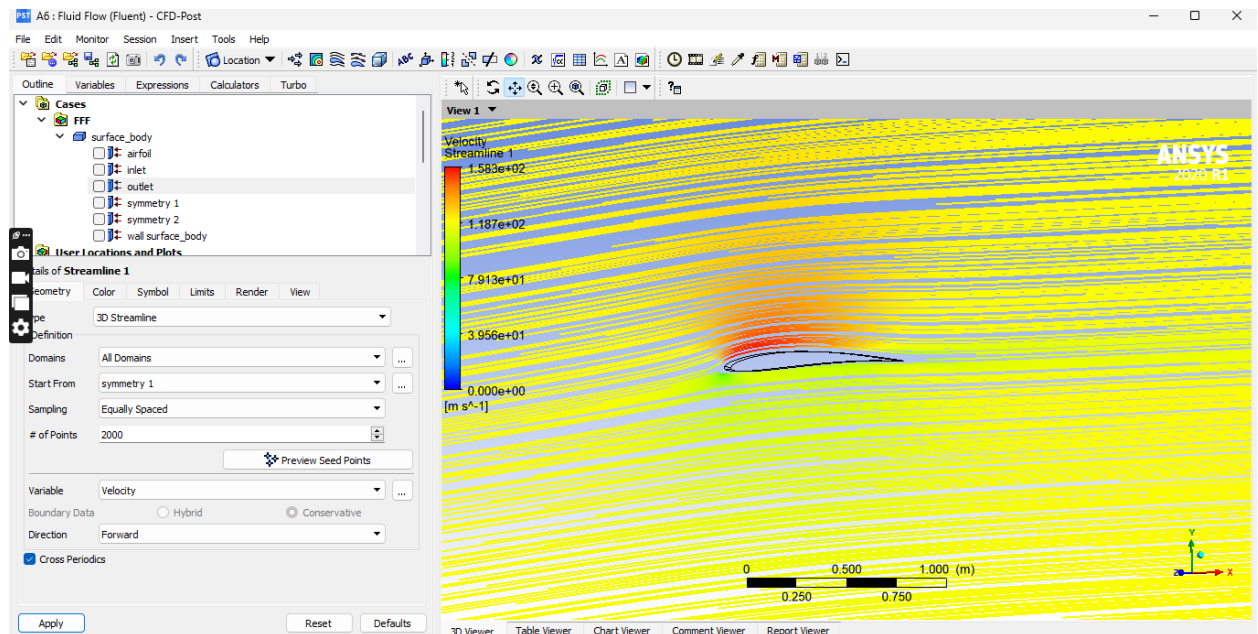 A6 : Fluid Flow (Fluent) - CFD-Post
File Edit Monitor Session Insert Tools Help
Location
Outline Variables Expressions Calculators Turbo
Cases
FFF
surface_body
airfoil
inlet
outlet
symmetry 1
symmetry 2
wall surface_body
User Locations and Plots
tails of Streamline 1
Geometry Color Symbol Limits Render View
ype 3D Streamline
Definition
Domains All Domains ...
Start From symmetry 1 ...
Sampling Equally Spaced
# of Points 2000
Preview Seed Points
Variable Velocity ...
Boundary Data Hybrid Conservative
Direction Forward
Cross Periodics
Apply Reset Defaults
View 1
Velocity
Streamline 1
1.583e+02
1.187e+02
7.913e+01
3.956e+01
0.000e+00
[m s^-1]
ANSYS
2020 R1
0 0.500 1.000 (m)
0.250 0.750
Y
Z X
3D Viewer Table Viewer Chart Viewer Comment Viewer Report Viewer